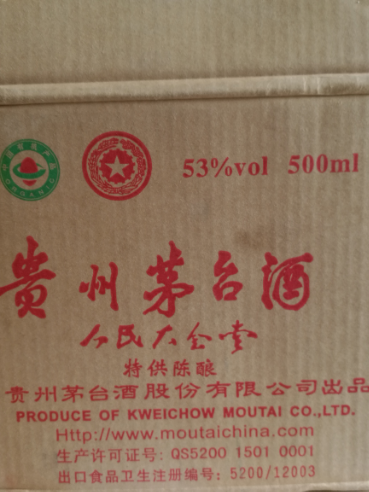 53%vol 500ml
贵州茅台酒
人民大会堂
特供陈酿
贵州茅台酒股份有限公司出品
PRODUCE OF KWEICHOW MOUTAI CO.,LTD.
Http://www.moutaichina.com
生产许可证号: QS5200 1501 0001
出口食品卫生注册编号: 5200/12003